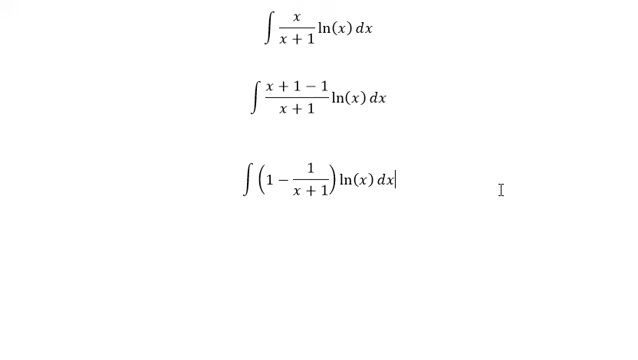 ∫ x/(x + 1) ln(x) dx
∫ (x + 1 − 1)/(x + 1) ln(x) dx
∫ (1 − 1/(x + 1)) ln(x) dx